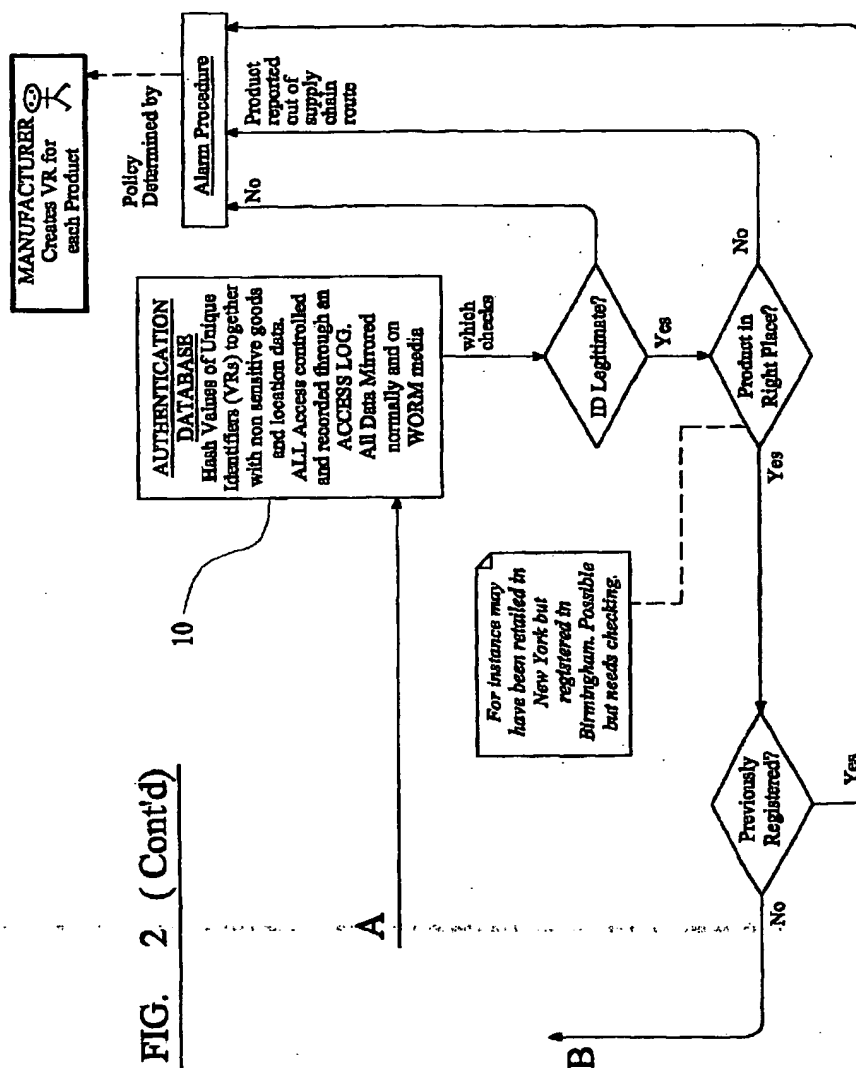 FIG. 2 ( Cont'd)
MANUFACTURER
Creates VR for
each Product
Policy
Determined by
Alarm Procedure
No
Product
reported
out of
supply
chain
route
10
AUTHENTICATION
DATABASE
Hash Values of Unique
Identifiers (VRs) together
with non sensitive goods
and location data.
ALL Access controlled
and recorded through an
ACCESS LOG.
All Data Mirrored
normally and on
WORM media
A
which
checks
ID Legitimate?
Yes
No
Product in
Right Place?
Yes
For instance may
have been retailed in
New York but
registered in
Birmingham. Possible
but needs checking.
Previously
Registered?
No
Yes
B